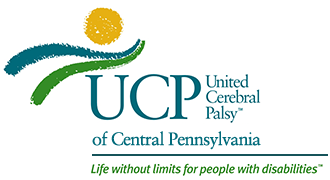 UCP United Cerebral Palsy™
of Central Pennsylvania
Life without limits for people with disabilities™